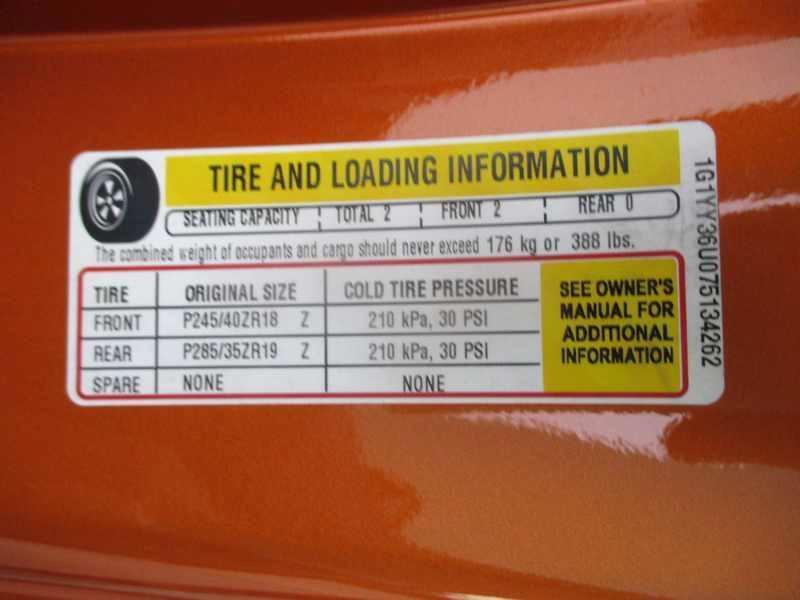 TIRE AND LOADING INFORMATION
SEATING CAPACITY TOTAL 2 FRONT 2 REAR 0
The combined weight of occupants and cargo should never exceed 176 kg or 388 lbs.
TIRE ORIGINAL SIZE COLD TIRE PRESSURE
FRONT P245/40ZR18 Z 210 kPa, 30 PSI
REAR P285/35ZR19 Z 210 kPa, 30 PSI
SPARE NONE NONE
SEE OWNER'S
MANUAL FOR
ADDITIONAL
INFORMATION
1G1YY36U075134262